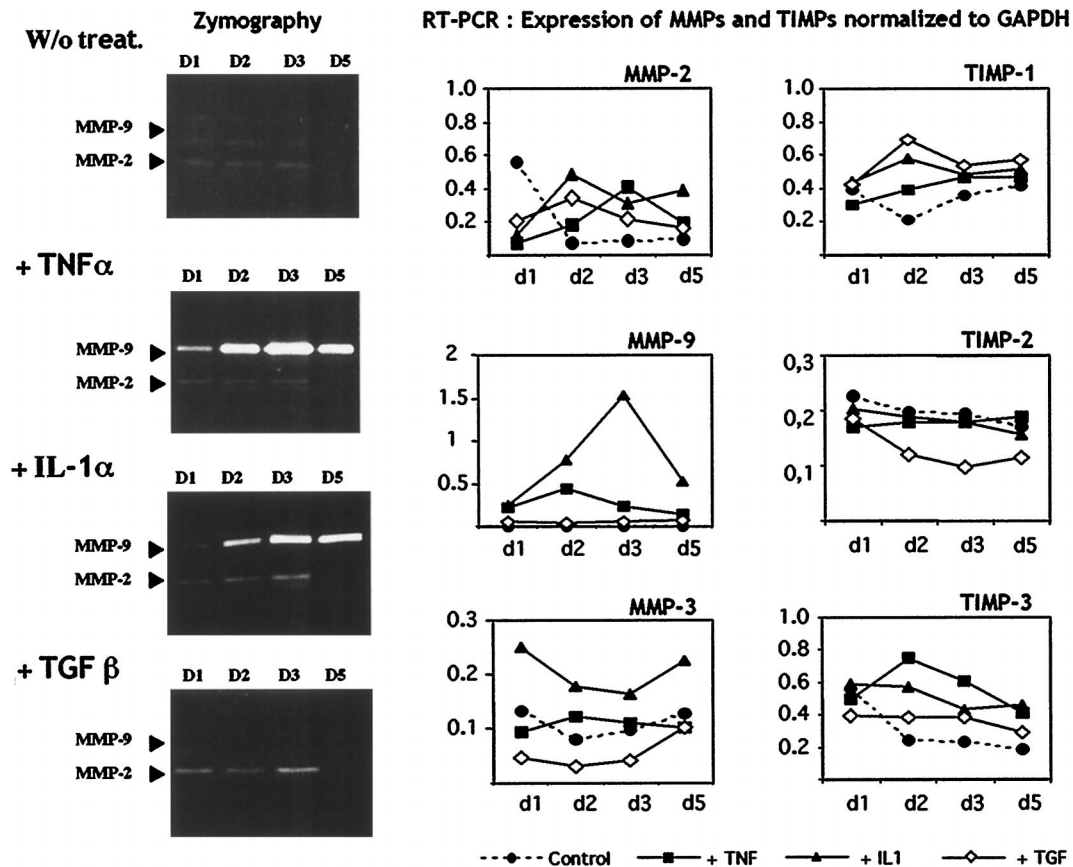 Zymography
W/o treat.
D1 D2 D3 D5
MMP-9
MMP-2
+ TNFα
D1 D2 D3 D5
MMP-9
MMP-2
+ IL-1α
D1 D2 D3 D5
MMP-9
MMP-2
+ TGF β
D1 D2 D3 D5
MMP-9
MMP-2
RT-PCR : Expression of MMPs and TIMPs normalized to GAPDH
MMP-2
1.0
0.8
0.6
0.4
0.2
d1 d2 d3 d5
TIMP-1
1.0
0.8
0.6
0.4
0.2
d1 d2 d3 d5
MMP-9
2
1.5
1
0.5
d1 d2 d3 d5
TIMP-2
0,3
0,2
0,1
d1 d2 d3 d5
MMP-3
0.3
0.2
0.1
d1 d2 d3 d5
TIMP-3
1.0
0.8
0.6
0.4
0.2
d1 d2 d3 d5
Control + TNF + IL1 + TGF